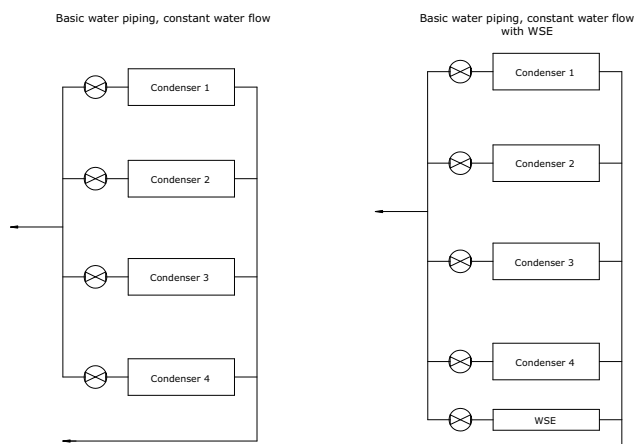 Basic water piping, constant water flow
Condenser 1
Condenser 2
Condenser 3
Condenser 4
Basic water piping, constant water flow
with WSE
Condenser 1
Condenser 2
Condenser 3
Condenser 4
WSE